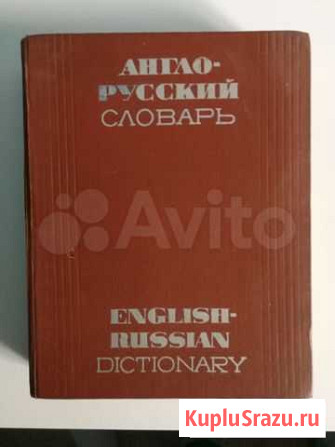 АНГЛО-
РУССКИЙ
СЛОВАРЬ
Avito
ENGLISH-
RUSSIAN
DICTIONARY
KupluSrazu.ru